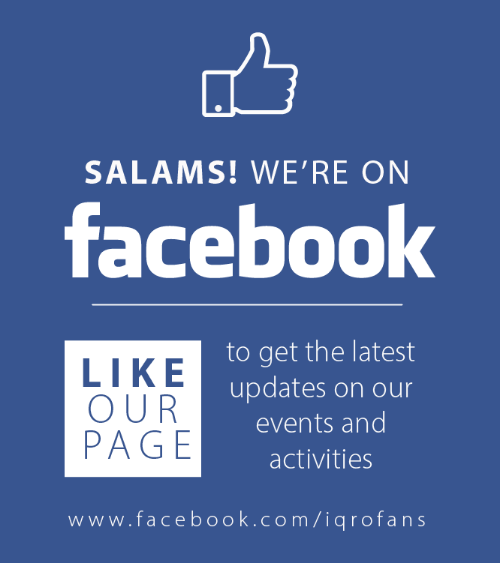 SALAMS! WE'RE ON
facebook
LIKE
OUR
PAGE
to get the latest
updates on our
events and
activities
www.facebook.com/iqrofans